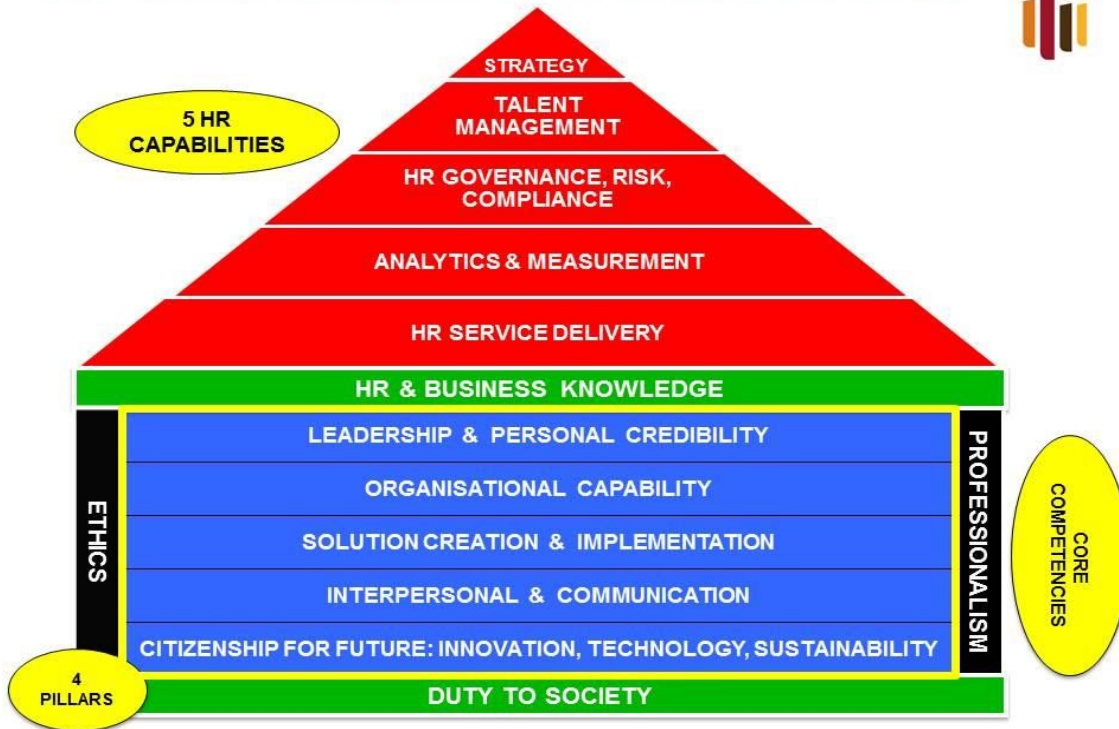 STRATEGY
5 HR
CAPABILITIES
TALENT
MANAGEMENT
HR GOVERNANCE, RISK,
COMPLIANCE
ANALYTICS & MEASUREMENT
HR SERVICE DELIVERY
HR & BUSINESS KNOWLEDGE
ETHICS
LEADERSHIP & PERSONAL CREDIBILITY
ORGANISATIONAL CAPABILITY
SOLUTION CREATION & IMPLEMENTATION
INTERPERSONAL & COMMUNICATION
CITIZENSHIP FOR FUTURE: INNOVATION, TECHNOLOGY, SUSTAINABILITY
PROFESSIONALISM
CORE
COMPETENCIES
4
PILLARS
DUTY TO SOCIETY